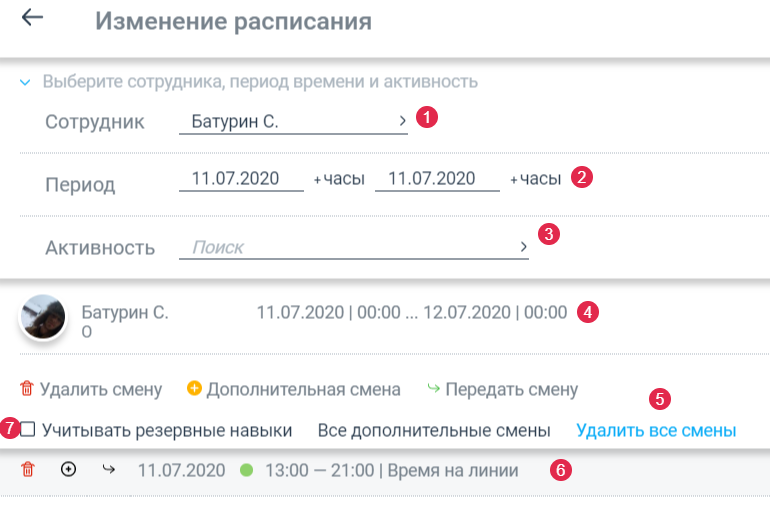 Изменение расписания
Выберите сотрудника, период времени и активность
Сотрудник Батурин С. 1
Период 11.07.2020 +часы 11.07.2020 +часы 2
Активность Поиск 3
Батурин С. 11.07.2020 | 00:00 ... 12.07.2020 | 00:00 4
О
Удалить смену Дополнительная смена Передать смену
5
7 Учитывать резервные навыки Все дополнительные смены Удалить все смены
11.07.2020 13:00 — 21:00 | Время на линии 6